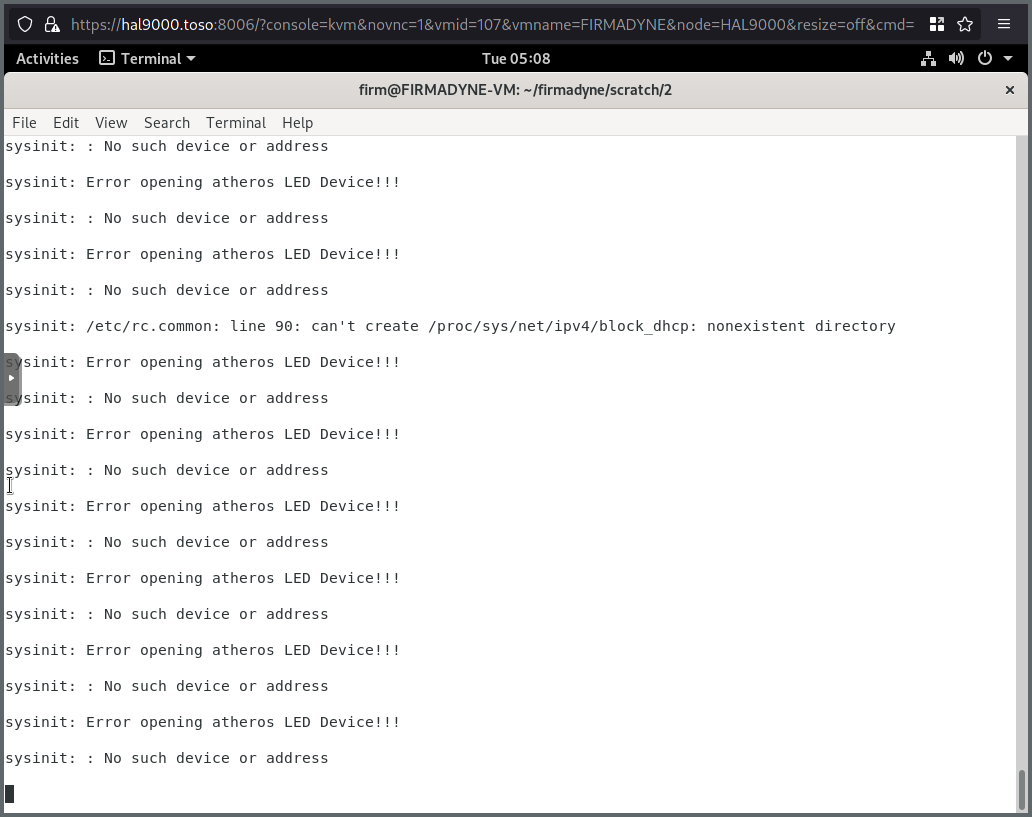 https://hal9000.toso:8006/?console=kvm&novnc=1&vmid=107&vmname=FIRMADYNE&node=HAL9000&resize=off&cmd=
Activities Terminal Tue 05:08
firm@FIRMADYNE-VM: ~/firmadyne/scratch/2
File Edit View Search Terminal Help
sysinit: : No such device or address
sysinit: Error opening atheros LED Device!!!
sysinit: : No such device or address
sysinit: Error opening atheros LED Device!!!
sysinit: : No such device or address
sysinit: /etc/rc.common: line 90: can't create /proc/sys/net/ipv4/block_dhcp: nonexistent directory
sysinit: Error opening atheros LED Device!!!
sysinit: : No such device or address
sysinit: Error opening atheros LED Device!!!
sysinit: : No such device or address
sysinit: Error opening atheros LED Device!!!
sysinit: : No such device or address
sysinit: Error opening atheros LED Device!!!
sysinit: : No such device or address
sysinit: Error opening atheros LED Device!!!
sysinit: : No such device or address
sysinit: Error opening atheros LED Device!!!
sysinit: : No such device or address